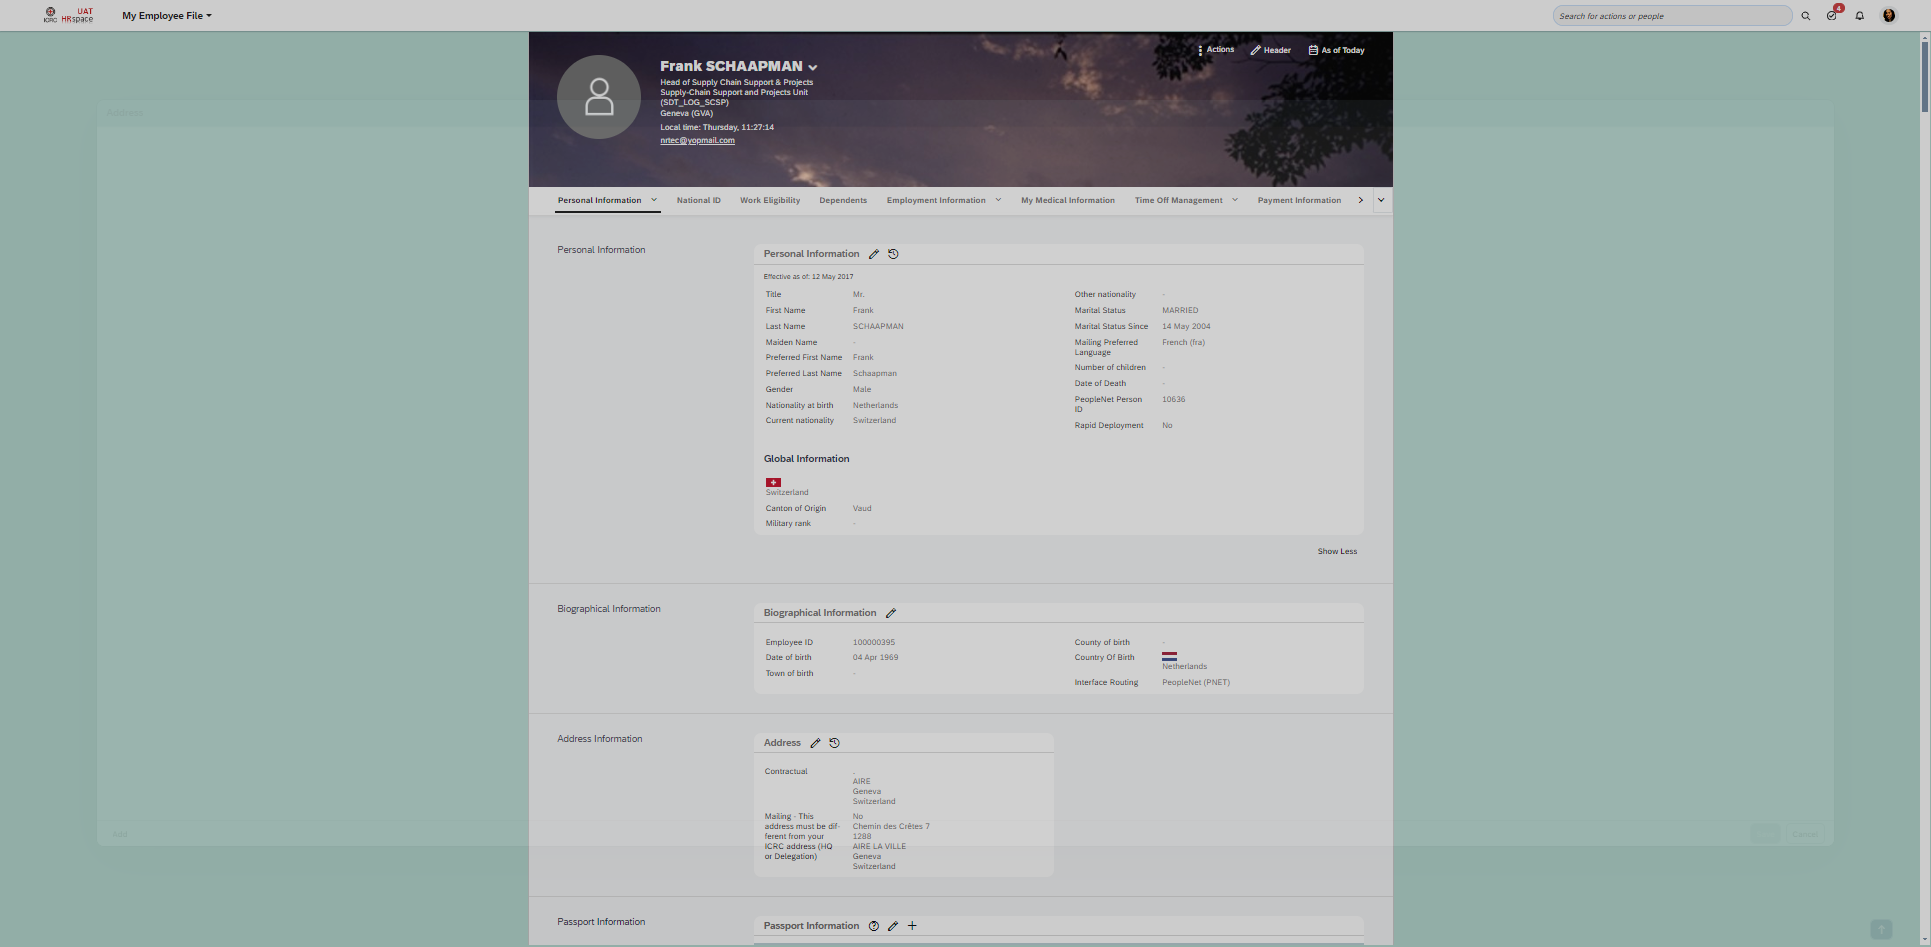 UAT
ICRC HRspace
My Employee File
Search for actions or people
4
Actions
Header
As of Today
Frank SCHAAPMAN
Head of Supply Chain Support & Projects
Supply-Chain Support and Projects Unit
(SDT_LOG_SCSP)
Geneva (GVA)
Local time: Thursday, 11:27:14
nrtec@yopmail.com
Address
Personal Information
National ID
Work Eligibility
Dependents
Employment Information
My Medical Information
Time Off Management
Payment Information
Personal Information
Personal Information
Effective as of: 12 May 2017
Title Mr.
First Name Frank
Last Name SCHAAPMAN
Maiden Name -
Preferred First Name Frank
Preferred Last Name Schaapman
Gender Male
Nationality at birth Netherlands
Current nationality Switzerland
Other nationality -
Marital Status MARRIED
Marital Status Since 14 May 2004
Mailing Preferred French (fra)
Language
Number of children -
Date of Death -
PeopleNet Person 10636
ID
Rapid Deployment No
Global Information
Switzerland
Canton of Origin Vaud
Military rank -
Show Less
Biographical Information
Biographical Information
Employee ID 100000395
Date of birth 04 Apr 1969
Town of birth -
County of birth -
Country Of Birth
Netherlands
Interface Routing PeopleNet (PNET)
Address Information
Address
Contractual .
AIRE
Geneva
Switzerland
Mailing - This No
address must be dif- Chemin des Crêtes 7
ferent from your 1288
ICRC address (HQ AIRE LA VILLE
or Delegation) Geneva
Switzerland
Add
Cancel
Passport Information
Passport Information